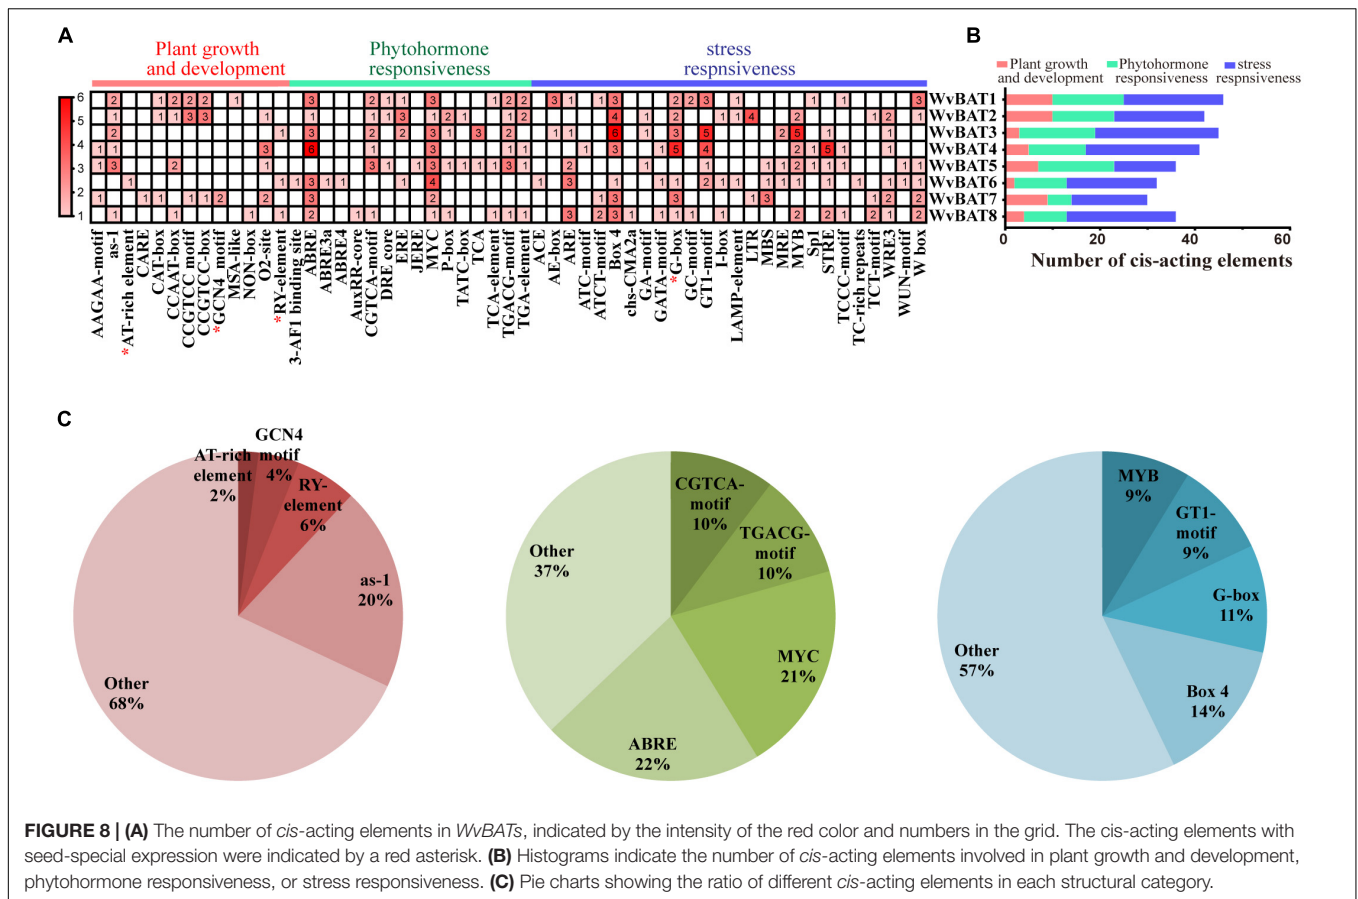 A
Plant growth
and development
Phytohormone
responsiveness
stress
respnsiveness
6
5
4
3
2
1
WvBAT1
WvBAT2
WvBAT3
WvBAT4
WvBAT5
WvBAT6
WvBAT7
WvBAT8
AAGAA-motif
as-1
*AT-rich element
CARE
CAT-box
CCAAT-box
CCGTCC motif
CCGTCC-box
*GCN4 motif
MSA-like
NON-box
O2-site
*RY-element
3-AF1 binding site
ABRE
ABRE3a
ABRE4
AuxRR-core
CGTCA-motif
DRE core
ERE
JERE
MYC
P-box
TATC-box
TCA
TCA-element
TGACG-motif
TGA-element
ACE
AE-box
ARE
ATC-motif
ATCT-motif
Box 4
chs-CMA2a
GA-motif
GATA-motif
*G-box
GC-motif
GT1-motif
I-box
LAMP-element
LTR
MBS
MRE
MYB
Sp1
STRE
TCCC-motif
TC-rich repeats
TCT-motif
WRE3
WUN-motif
W box
B
Plant growth
and development
Phytohormone
responsiveness
stress
respnsiveness
0 20 40 60
Number of cis-acting elements
C
AT-rich
element
2%
GCN4
motif
4%
RY-
element
6%
as-1
20%
Other
68%
CGTCA-
motif
10%
TGACG-
motif
10%
MYC
21%
ABRE
22%
Other
37%
MYB
9%
GT1-
motif
9%
G-box
11%
Box 4
14%
Other
57%
FIGURE 8 | (A) The number of cis-acting elements in WvBATs, indicated by the intensity of the red color and numbers in the grid. The cis-acting elements with
seed-special expression were indicated by a red asterisk. (B) Histograms indicate the number of cis-acting elements involved in plant growth and development,
phytohormone responsiveness, or stress responsiveness. (C) Pie charts showing the ratio of different cis-acting elements in each structural category.